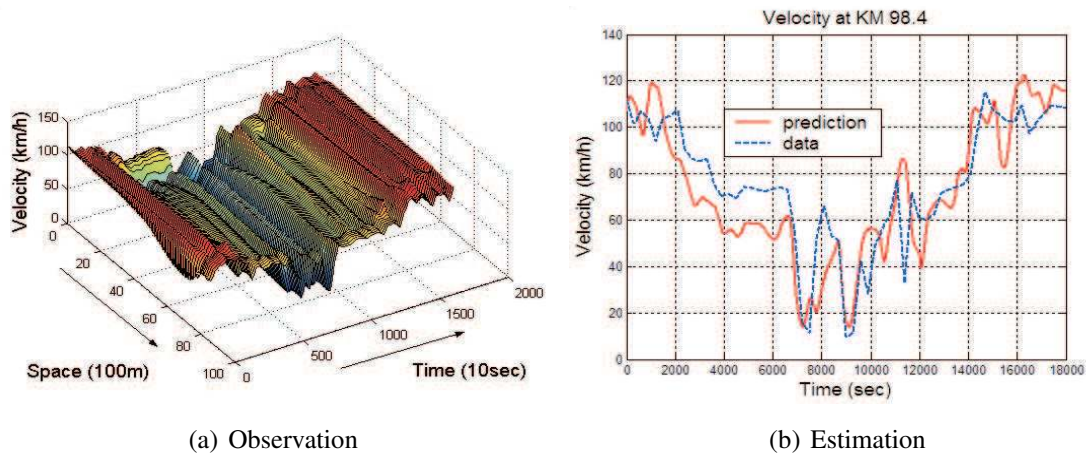 Velocity (km/h)
150
100
50
0
0
20
40
60
80
100
Space (100m)
0
500
1000
1500
2000
Time (10sec)
(a) Observation
Velocity at KM 98.4
Velocity (km/h)
140
120
100
80
60
40
20
0
prediction
data
0 2000 4000 6000 8000 10000 12000 14000 16000 18000
Time (sec)
(b) Estimation